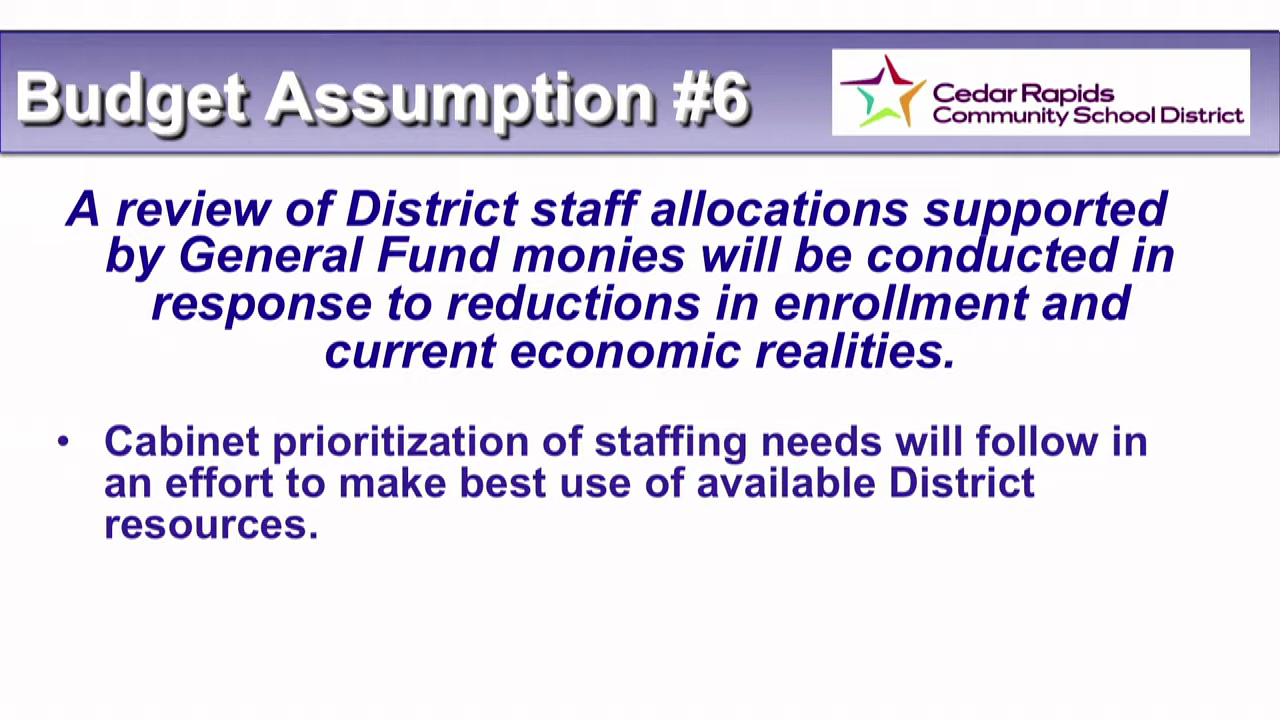 Budget Assumption #6
Cedar Rapids
Community School District
A review of District staff allocations supported
by General Fund monies will be conducted in
response to reductions in enrollment and
current economic realities.
• Cabinet prioritization of staffing needs will follow in
an effort to make best use of available District
resources.